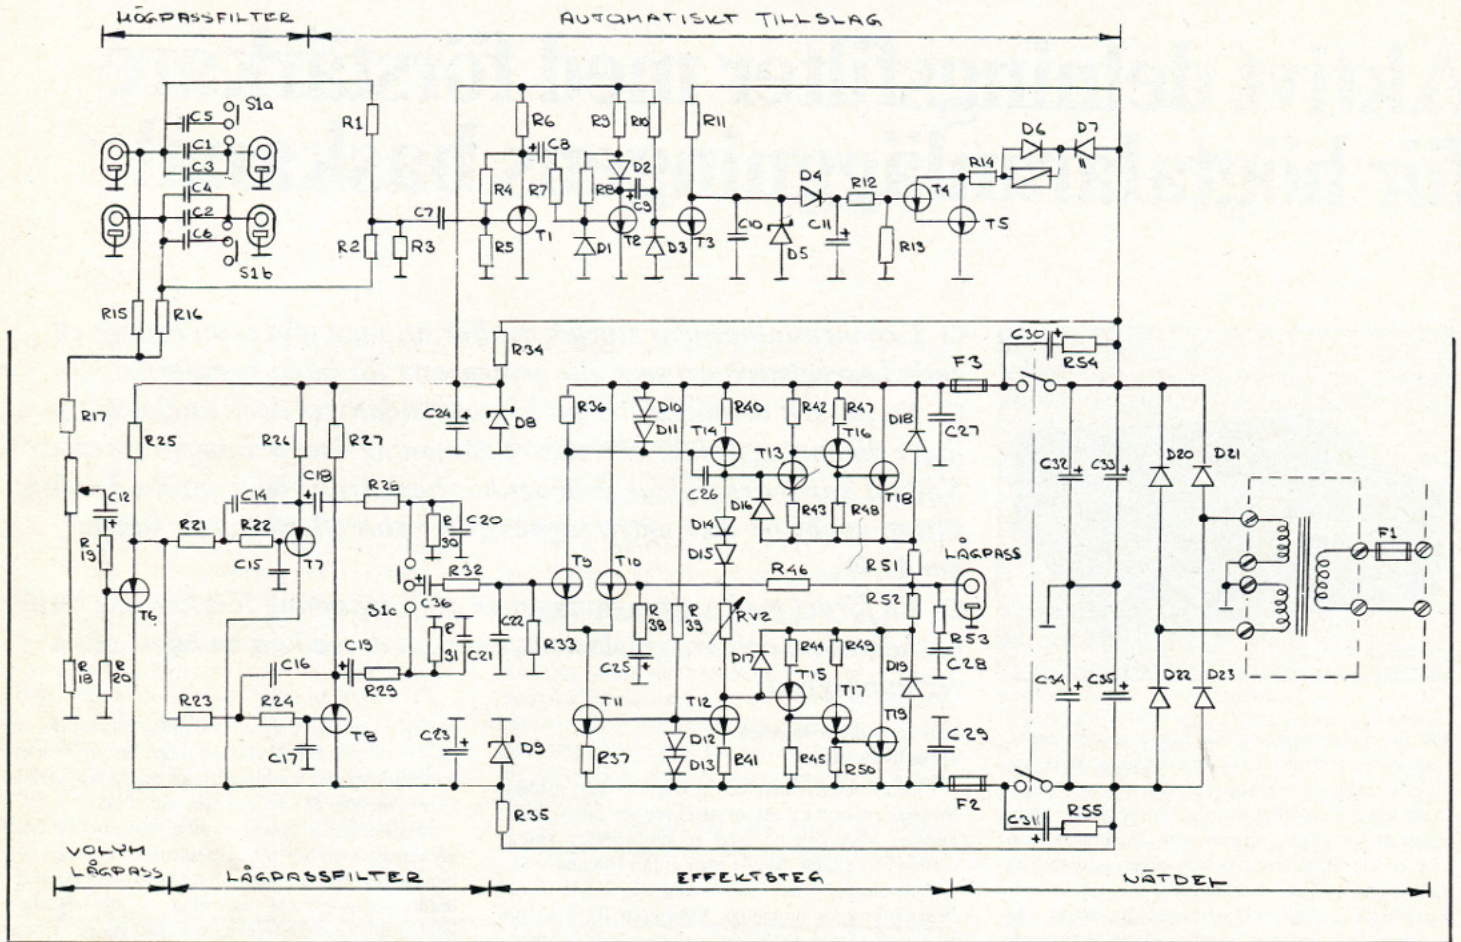 HÖGPASSFILTER
AUTOMATISKT TILLSLAG
C5 S1a
C1
C3
C4
C2
C6
S1b
R1
R2 R3
C7
R4
R5
R6
C8
R7
T1
R8
D1
R9 R10
D2
C9
T2
D3
R11
T3
C10
D4
D5
C11
R12
R13
T4
R14
D6 D7
T5
R15 R16
R17
C12
R19
R18
R20
R25
T6
R21
C14
R22
C15
R26
R27
C18
T7
R28
R30
C20
R32
C36
S1c
R31
C21
C22
R33
C16
C19
R29
R23
R24
C17
T8
C24
D8
R34
C23
D9
R35
R36
D10
D11
T9
T10
R38
C25
R39
T11
R37
D12
D13
R40
T14
C26
D14
D15
RV2
T12
R41
R42
T13
D16
R43
R47
T16
R48
T18
D18
C27
R46
R51
R52
R53
C28
LÅGPASS
D17
R44
T15
R45
R49
T17
R50
T19
D19
C29
F3
F2
C30
R54
C31
R55
C32 C33
C34 C35
D20 D21
D22 D23
F1
VOLYM
LÅGPASS
LÅGPASSFILTER
EFFEKTSTEG
NÄTDEL